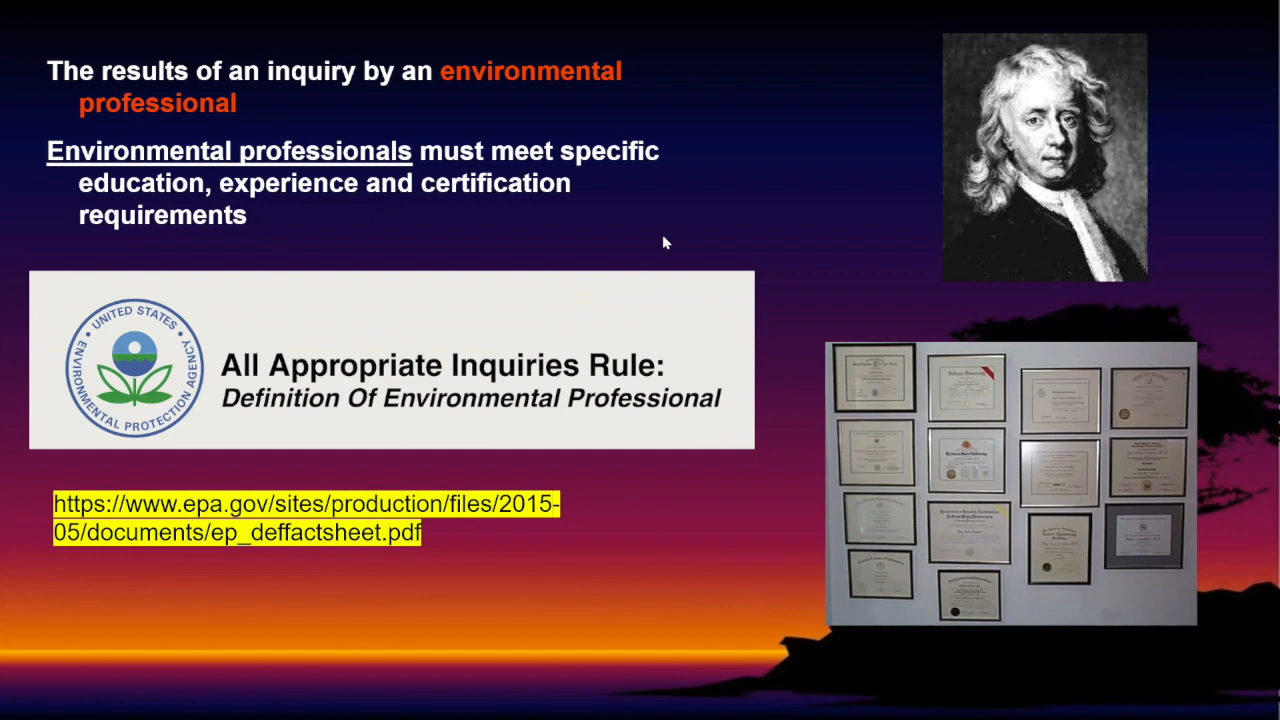 The results of an inquiry by an environmental
professional
Environmental professionals must meet specific
education, experience and certification
requirements
UNITED STATES
ENVIRONMENTAL PROTECTION AGENCY
All Appropriate Inquiries Rule:
Definition Of Environmental Professional
https://www.epa.gov/sites/production/files/2015-
05/documents/ep_deffactsheet.pdf